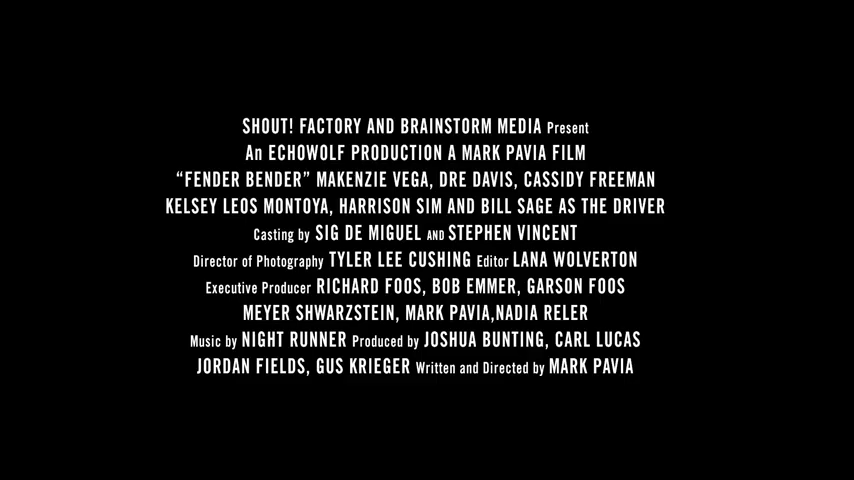 SHOUT! FACTORY AND BRAINSTORM MEDIA Present
An ECHOWOLF PRODUCTION A MARK PAVIA FILM
“FENDER BENDER” MAKENZIE VEGA, DRE DAVIS, CASSIDY FREEMAN
KELSEY LEOS MONTOYA, HARRISON SIM AND BILL SAGE AS THE DRIVER
Casting by SIG DE MIGUEL AND STEPHEN VINCENT
Director of Photography TYLER LEE CUSHING Editor LANA WOLVERTON
Executive Producer RICHARD FOOS, BOB EMMER, GARSON FOOS
MEYER SHWARZSTEIN, MARK PAVIA,NADIA RELER
Music by NIGHT RUNNER Produced by JOSHUA BUNTING, CARL LUCAS
JORDAN FIELDS, GUS KRIEGER Written and Directed by MARK PAVIA